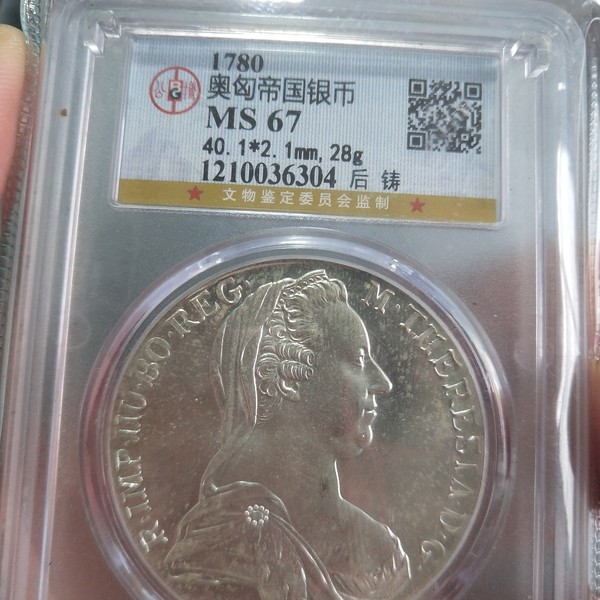 1780
奥匈帝国银币
MS 67
40.1*2.1mm,28g
1210036304 后 铸
文物鉴定委员会监制
R·IMP·HU·BO·REG·
M·THERESIA·D·G·